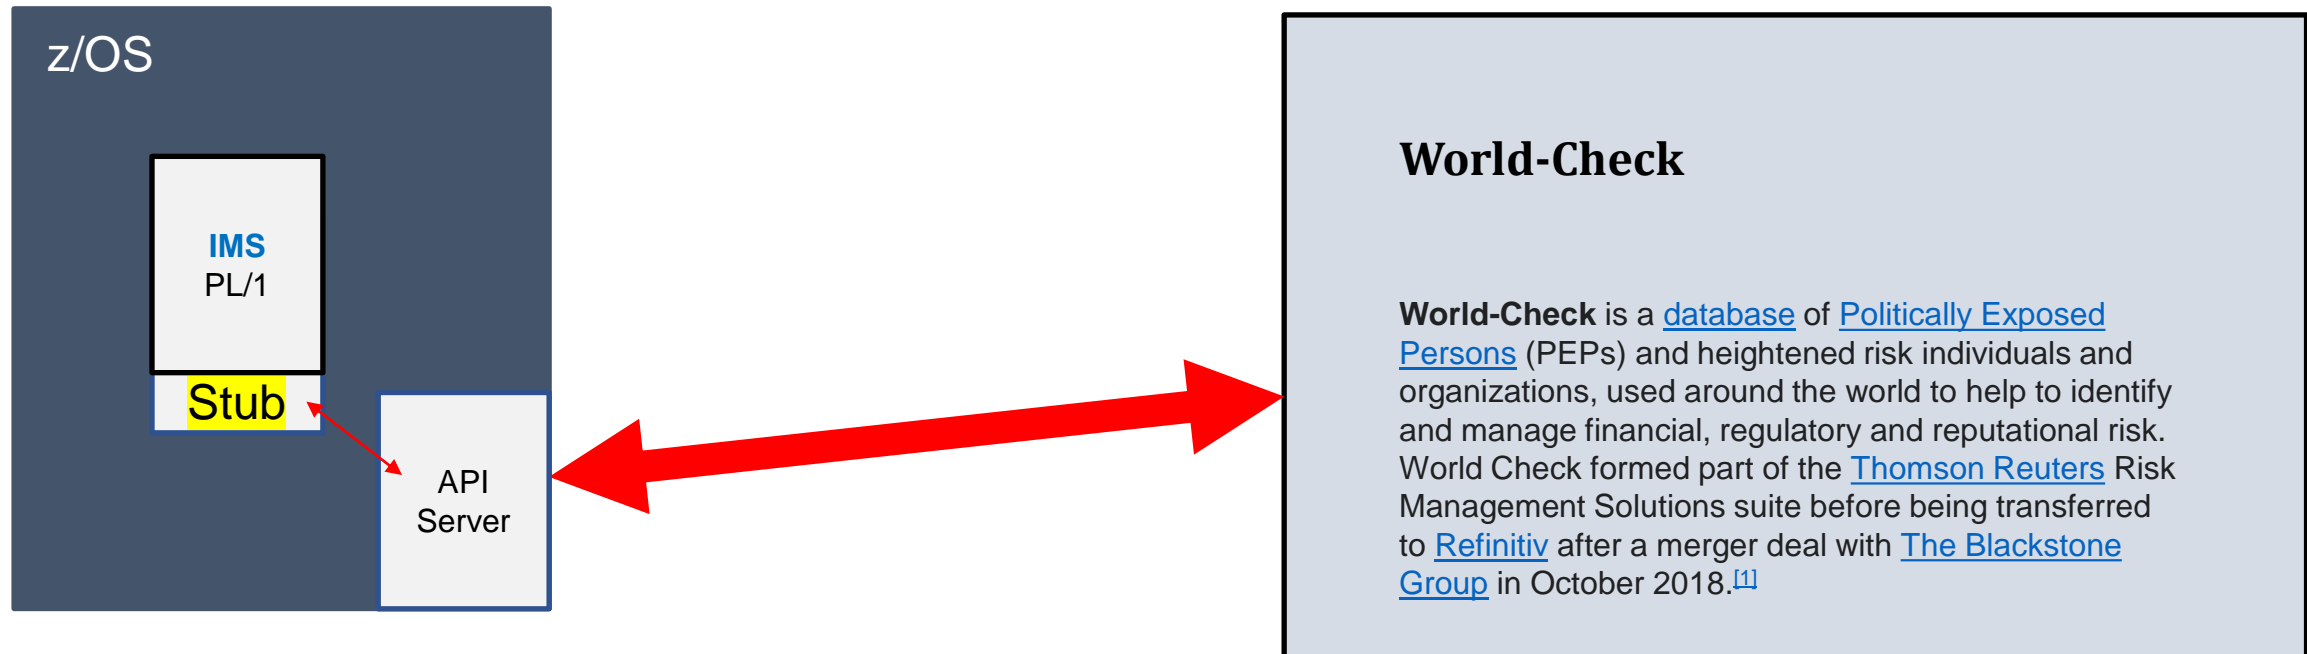 z/OS
IMS
PL/1
Stub
API
Server
World-Check
World-Check is a database of Politically Exposed
Persons (PEPs) and heightened risk individuals and
organizations, used around the world to help to identify
and manage financial, regulatory and reputational risk.
World Check formed part of the Thomson Reuters Risk
Management Solutions suite before being transferred
to Refinitiv after a merger deal with The Blackstone
Group in October 2018.[1]